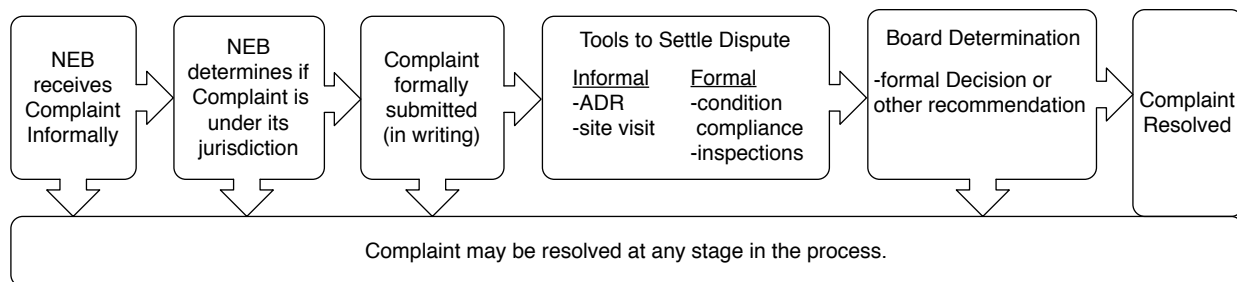 NEB
receives
Complaint
Informally
NEB
determines if
Complaint is
under its
jurisdiction
Complaint
formally
submitted
(in writing)
Tools to Settle Dispute
Informal
-ADR
-site visit
Formal
-condition
compliance
-inspections
Board Determination
-formal Decision or
other recommendation
Complaint
Resolved
Complaint may be resolved at any stage in the process.